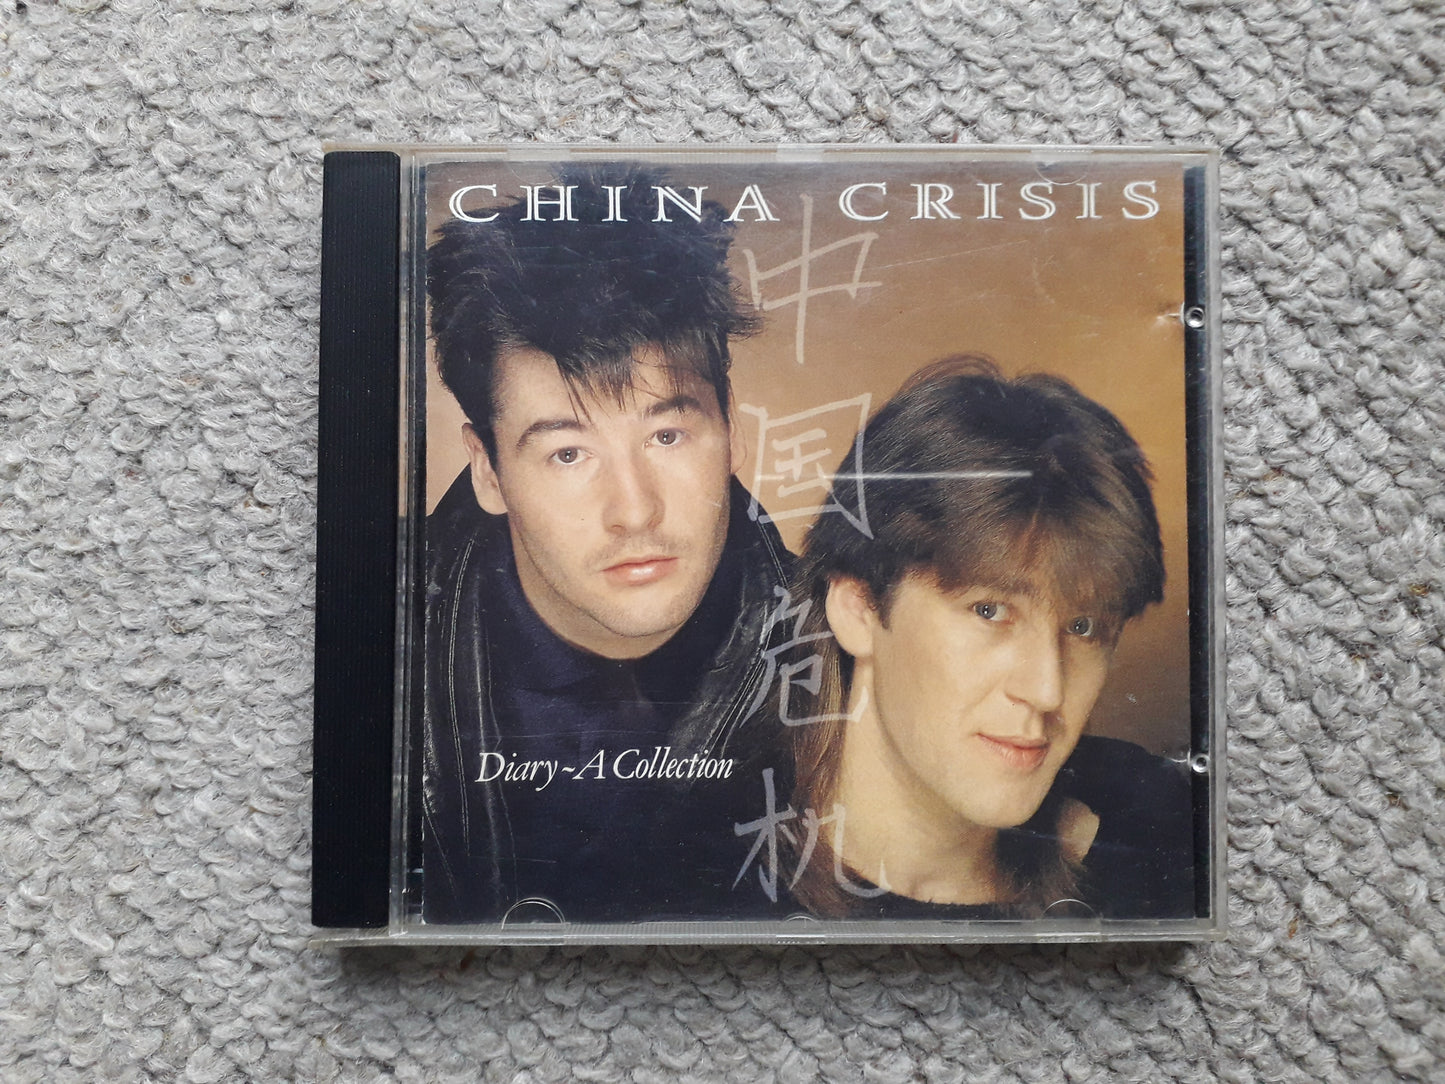 CHINA CRISIS
中国危机
Diary ~ A Collection